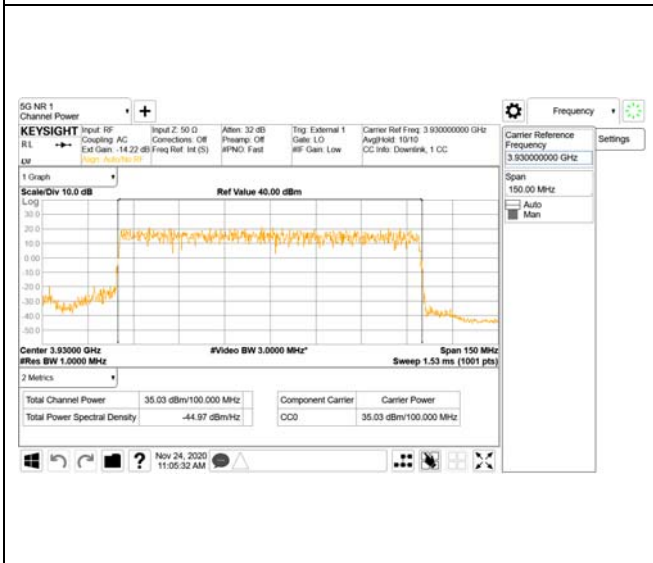 5G NR 1
Channel Power
Frequency
KEYSIGHT
Input: RF
Input Z: 50 Ω
Atten: 32 dB
Trig: External 1
Carrier Ref Freq: 3.930000000 GHz
RL
Coupling: AC
Corrections: Off
Preamp: Off
Gate: LO
Avg|Hold: 10/10
Ext Gain: -14.22 dB
Freq Ref: Int (S)
#PNO: Fast
#IF Gain: Low
CC Info: Downlink, 1 CC
Align: Auto/No RF
Carrier Reference
Frequency
3.930000000 GHz
Settings
Span
150.00 MHz
Auto
Man
1 Graph
Scale/Div 10.0 dB
Ref Value 40.00 dBm
Log
30.0
20.0
10.0
0.00
-10.0
-20.0
-30.0
-40.0
-50.0
Center 3.93000 GHz
#Video BW 3.0000 MHz*
Span 150 MHz
#Res BW 1.0000 MHz
Sweep 1.53 ms (1001 pts)
2 Metrics
Total Channel Power
35.03 dBm/100.000 MHz
Total Power Spectral Density
-44.97 dBm/Hz
Component Carrier
Carrier Power
CC0
35.03 dBm/100.000 MHz
Nov 24, 2020
11:05:32 AM